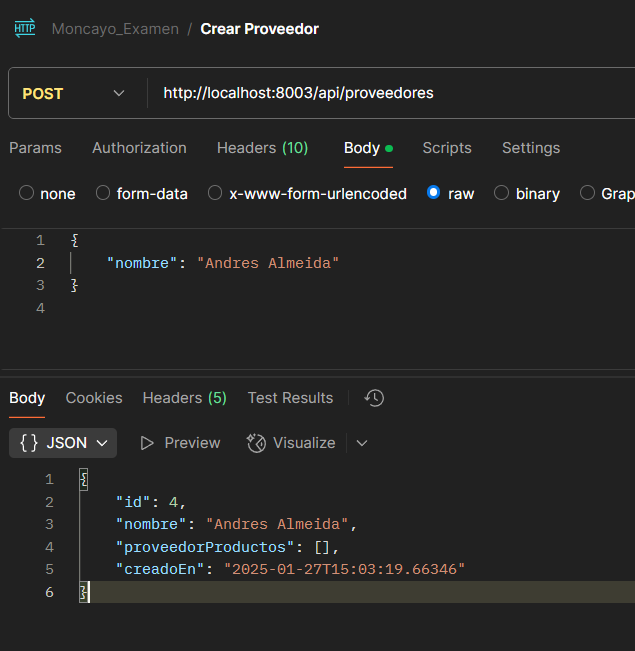 HTTP Moncayo_Examen / Crear Proveedor
POST http://localhost:8003/api/proveedores
Params Authorization Headers (10) Body Scripts Settings
none form-data x-www-form-urlencoded raw binary Grap
1 {
2 "nombre": "Andres Almeida"
3 }
4
Body Cookies Headers (5) Test Results
{} JSON Preview Visualize
1 {
2 "id": 4,
3 "nombre": "Andres Almeida",
4 "proveedorProductos": [],
5 "creadoEn": "2025-01-27T15:03:19.66346"
6 }